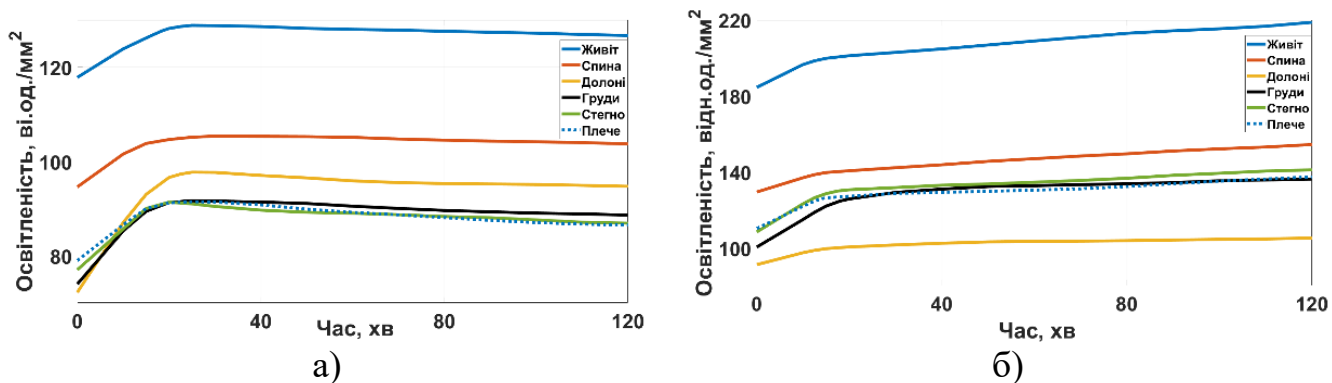 Освітленість, ві.од./мм²
120
100
80
0
40
80
120
Час, хв
Живіт
Спина
Долоні
Груди
Стегно
Плече
а)
Освітленість, відн.од./мм²
220
180
140
100
0
40
80
120
Час, хв
Живіт
Спина
Долоні
Груди
Стегно
Плече
б)